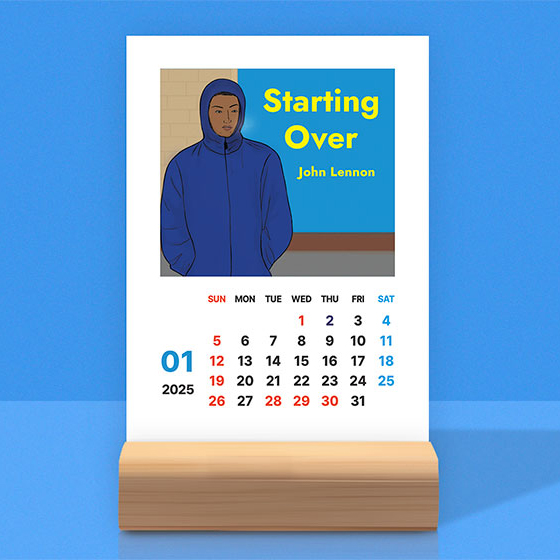 Starting
Over
John Lennon
SUN MON TUE WED THU FRI SAT
1 2 3 4
5 6 7 8 9 10 11
01 12 13 14 15 16 17 18
2025 19 20 21 22 23 24 25
26 27 28 29 30 31